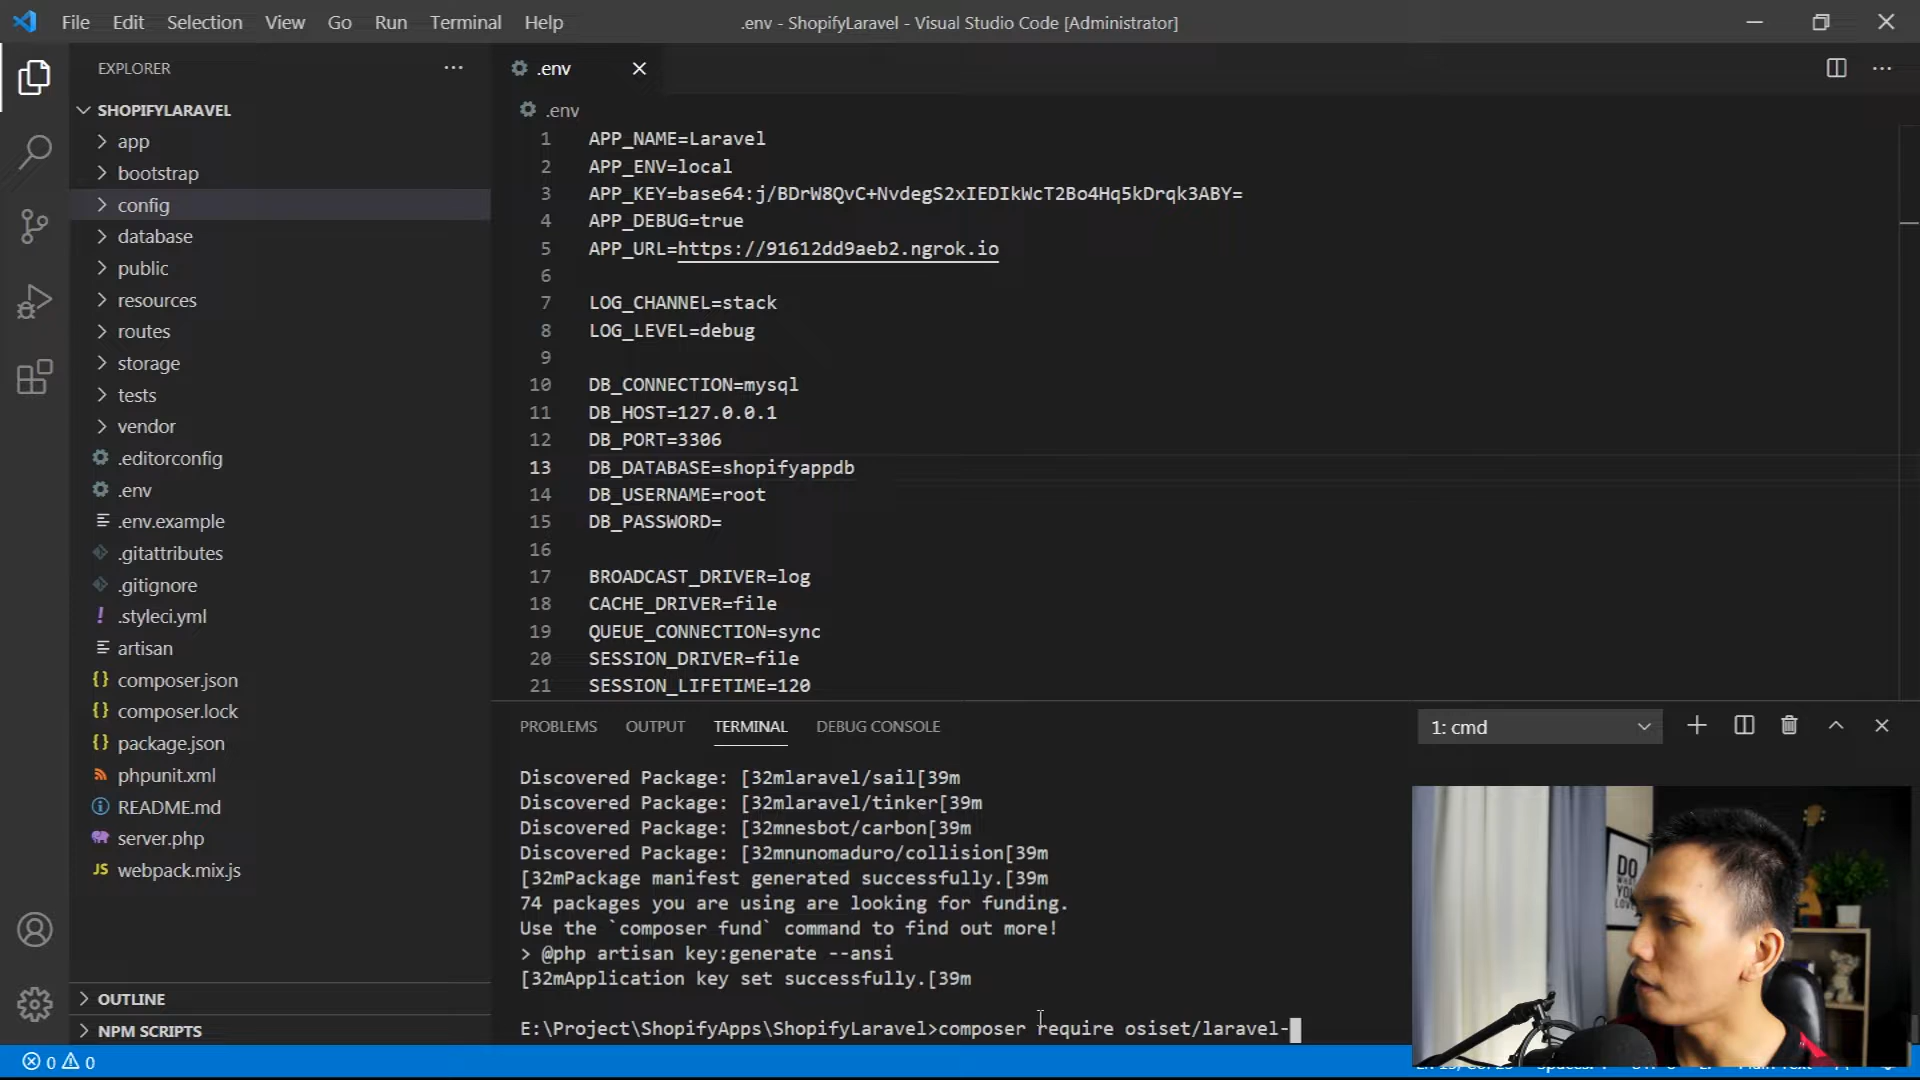 File Edit Selection View Go Run Terminal Help
.env - ShopifyLaravel - Visual Studio Code [Administrator]
EXPLORER
SHOPIFYLARAVEL
app
bootstrap
config
database
public
resources
routes
storage
tests
vendor
.editorconfig
.env
.env.example
.gitattributes
.gitignore
.styleci.yml
artisan
composer.json
composer.lock
package.json
phpunit.xml
README.md
server.php
webpack.mix.js
OUTLINE
NPM SCRIPTS
.env
.env
1 APP_NAME=Laravel
2 APP_ENV=local
3 APP_KEY=base64:j/BDrW8QvC+NvdegS2xIEDIkWcT2Bo4Hq5kDrqk3ABY=
4 APP_DEBUG=true
5 APP_URL=https://91612dd9aeb2.ngrok.io
6
7 LOG_CHANNEL=stack
8 LOG_LEVEL=debug
9
10 DB_CONNECTION=mysql
11 DB_HOST=127.0.0.1
12 DB_PORT=3306
13 DB_DATABASE=shopifyappdb
14 DB_USERNAME=root
15 DB_PASSWORD=
16
17 BROADCAST_DRIVER=log
18 CACHE_DRIVER=file
19 QUEUE_CONNECTION=sync
20 SESSION_DRIVER=file
21 SESSION_LIFETIME=120
PROBLEMS OUTPUT TERMINAL DEBUG CONSOLE
1: cmd
Discovered Package: [32mlaravel/sail[39m
Discovered Package: [32mlaravel/tinker[39m
Discovered Package: [32mnesbot/carbon[39m
Discovered Package: [32mnunomaduro/collision[39m
[32mPackage manifest generated successfully.[39m
74 packages you are using are looking for funding.
Use the `composer fund` command to find out more!
> @php artisan key:generate --ansi
[32mApplication key set successfully.[39m
E:\Project\ShopifyApps\ShopifyLaravel>composer require osiset/laravel-
DO
0 0